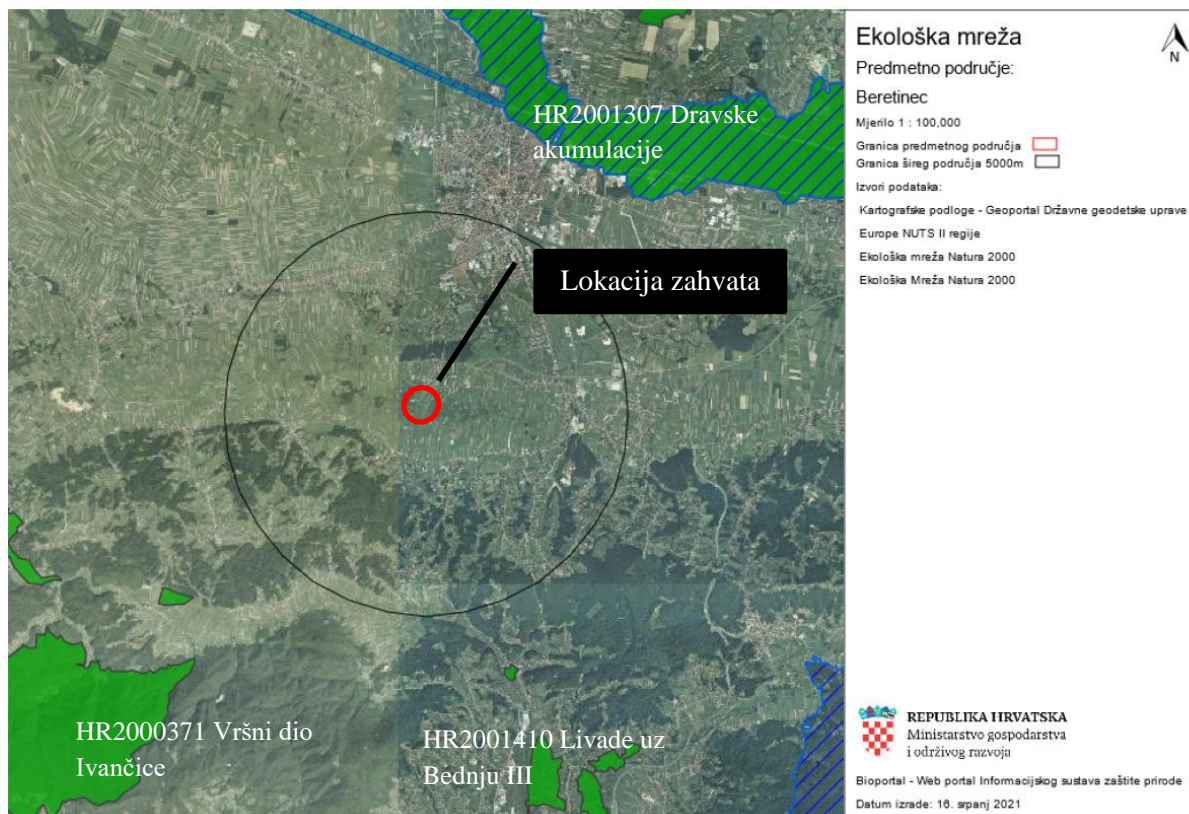 HR2001307 Dravske
akumulacije
Lokacija zahvata
HR2000371 Vršni dio
Ivančice
HR2001410 Livade uz
Bednju III
Ekološka mreža
N
Predmetno područje:
Beretinec
Mjerilo 1 : 100,000
Granica predmetnog područja
Granica šireg područja 5000m
Izvori podataka:
Kartografske podloge - Geoportal Državne geodetske uprave
Europe NUTS II regije
Ekološka mreža Natura 2000
Ekološka Mreža Natura 2000
REPUBLIKA HRVATSKA
Ministarstvo gospodarstva
i održivog razvoja
Bioportal - Web portal Informacijskog sustava zaštite prirode
Datum izrade: 16. srpanj 2021